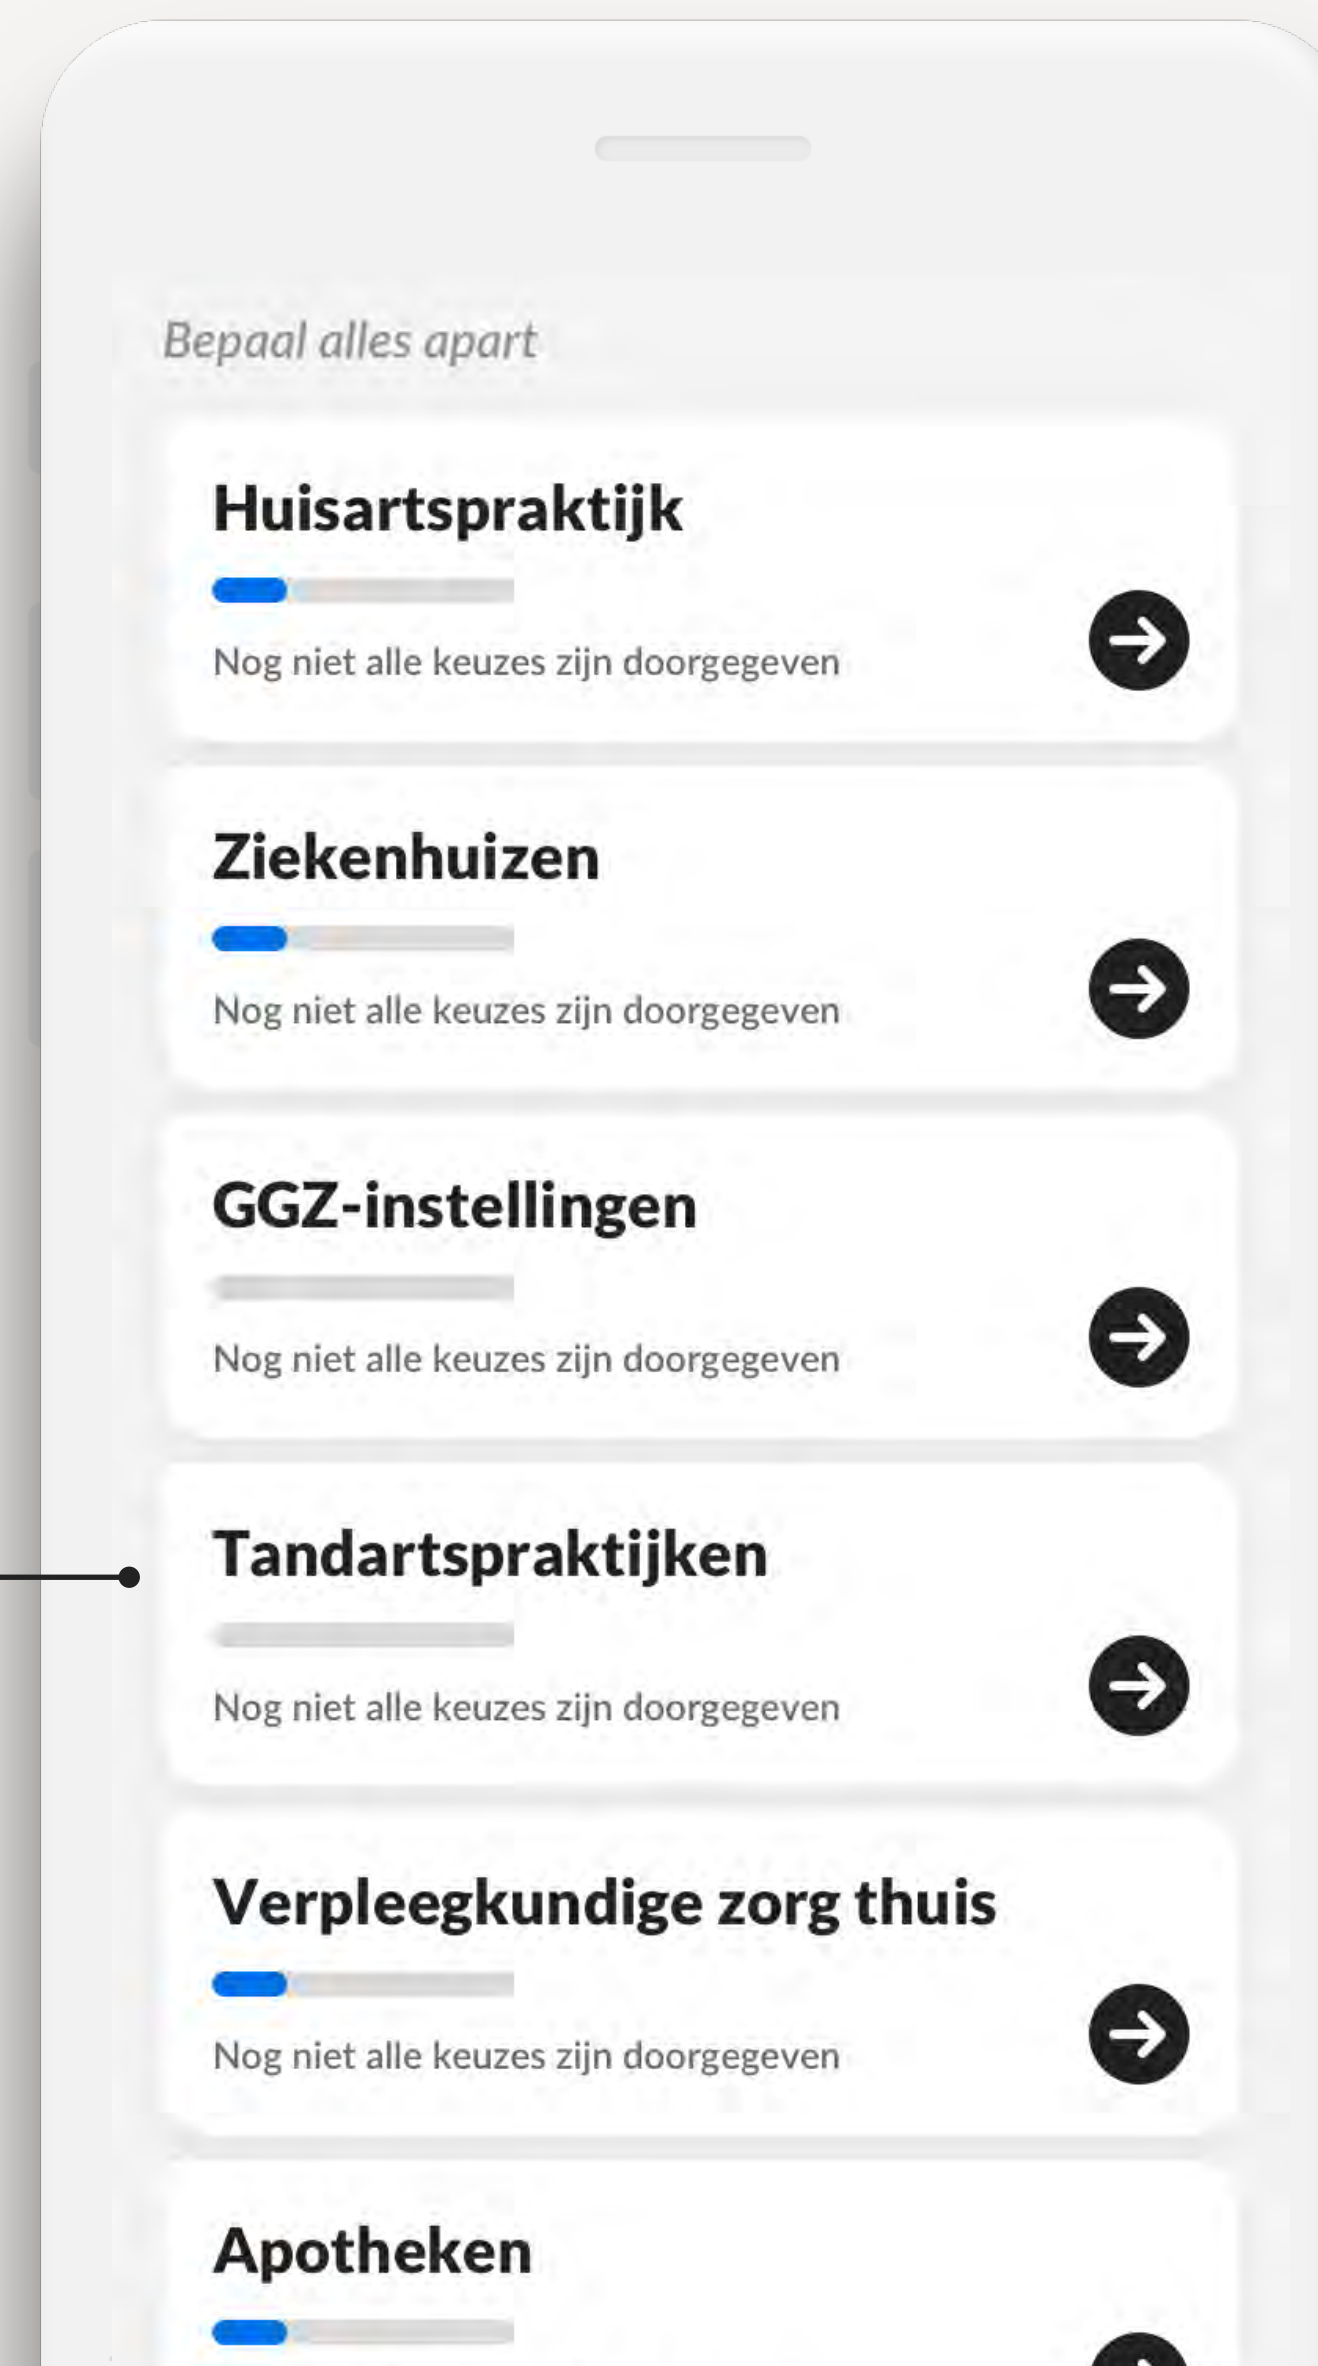 Bepaal alles apart
Huisartspraktijk
Nog niet alle keuzes zijn doorgegeven
Ziekenhuizen
Nog niet alle keuzes zijn doorgegeven
GGZ-instellingen
Nog niet alle keuzes zijn doorgegeven
Tandartspraktijken
Nog niet alle keuzes zijn doorgegeven
Verpleegkundige zorg thuis
Nog niet alle keuzes zijn doorgegeven
Apotheken